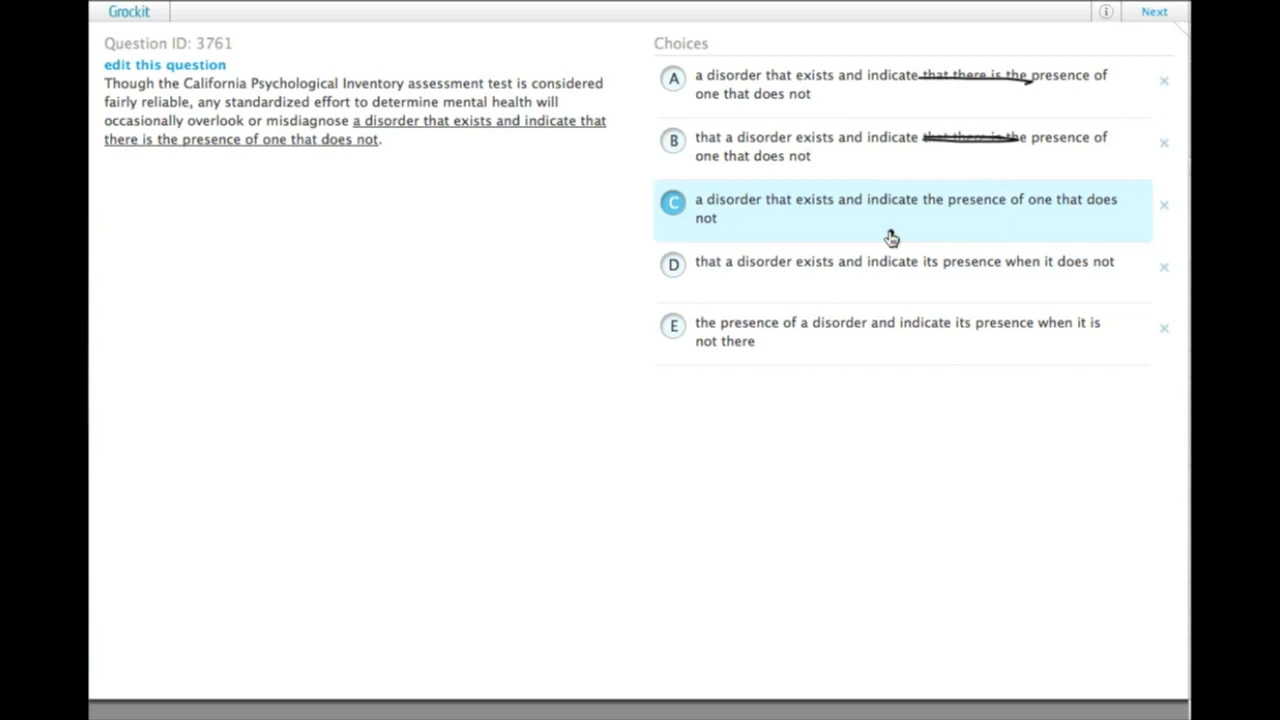 Grockit
Next
Question ID: 3761
edit this question
Though the California Psychological Inventory assessment test is considered
fairly reliable, any standardized effort to determine mental health will
occasionally overlook or misdiagnose a disorder that exists and indicate that
there is the presence of one that does not.
Choices
A a disorder that exists and indicate that there is the presence of
one that does not
B that a disorder exists and indicate that there is the presence of
one that does not
C a disorder that exists and indicate the presence of one that does
not
D that a disorder exists and indicate its presence when it does not
E the presence of a disorder and indicate its presence when it is
not there